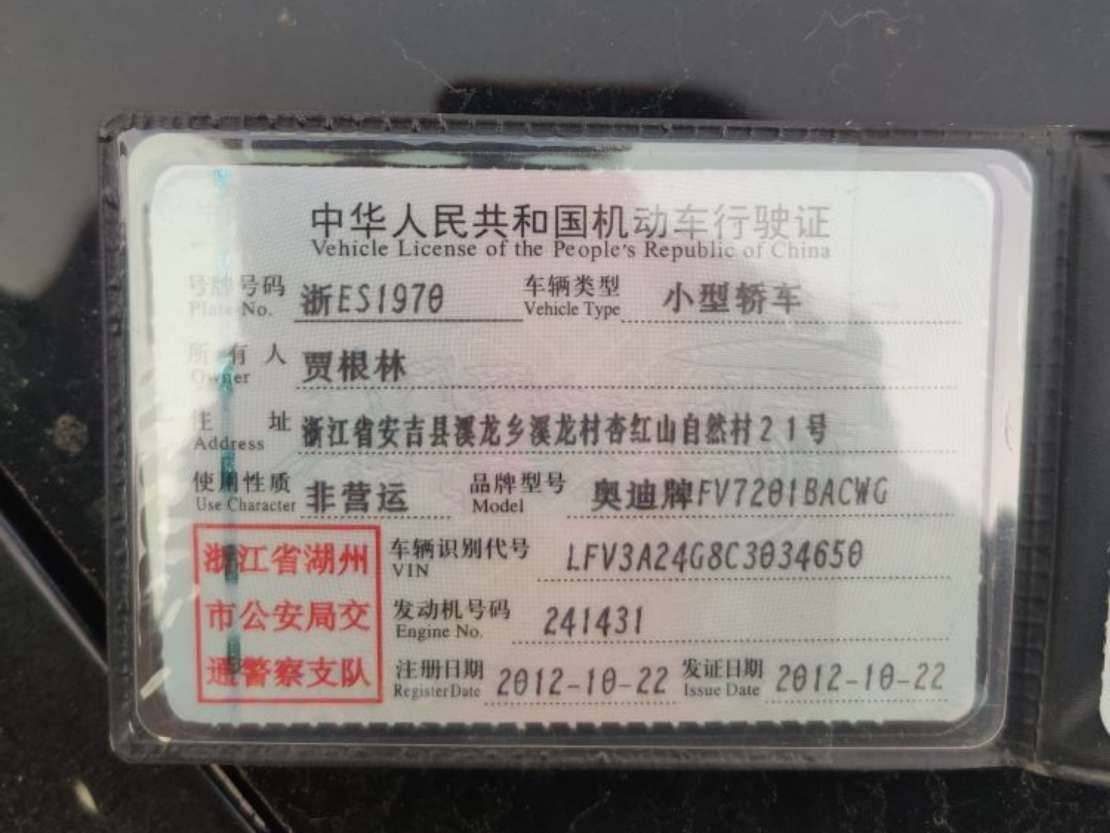 中华人民共和国机动车行驶证
Vehicle License of the People's Republic of China
号牌号码 浙ES1970 车辆类型 小型轿车
Plate No. Vehicle Type
所有人 贾根林
Owner
住址 浙江省安吉县溪龙乡溪龙村杏红山自然村21号
Address
使用性质 非营运 品牌型号 奥迪牌FV7201BACWG
Use Character Model
浙江省湖州
市公安局交
通警察支队
车辆识别代号 LFV3A24G8C3034650
VIN
发动机号码 241431
Engine No.
注册日期 2012-10-22 发证日期 2012-10-22
Register Date Issue Date